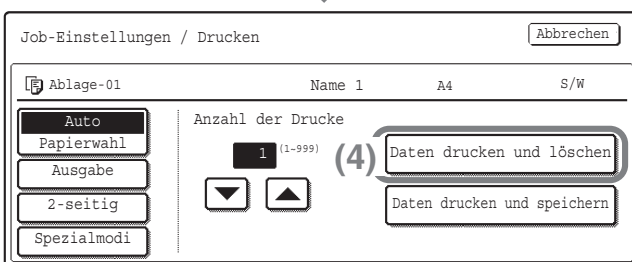 Job-Einstellungen / Drucken
Abbrechen
Ablage-01 Name 1 A4 S/W
Auto
Papierwahl
Ausgabe
2-seitig
Spezialmodi
Anzahl der Drucke
1 (1~999)
(4)
Daten drucken und löschen
Daten drucken und speichern